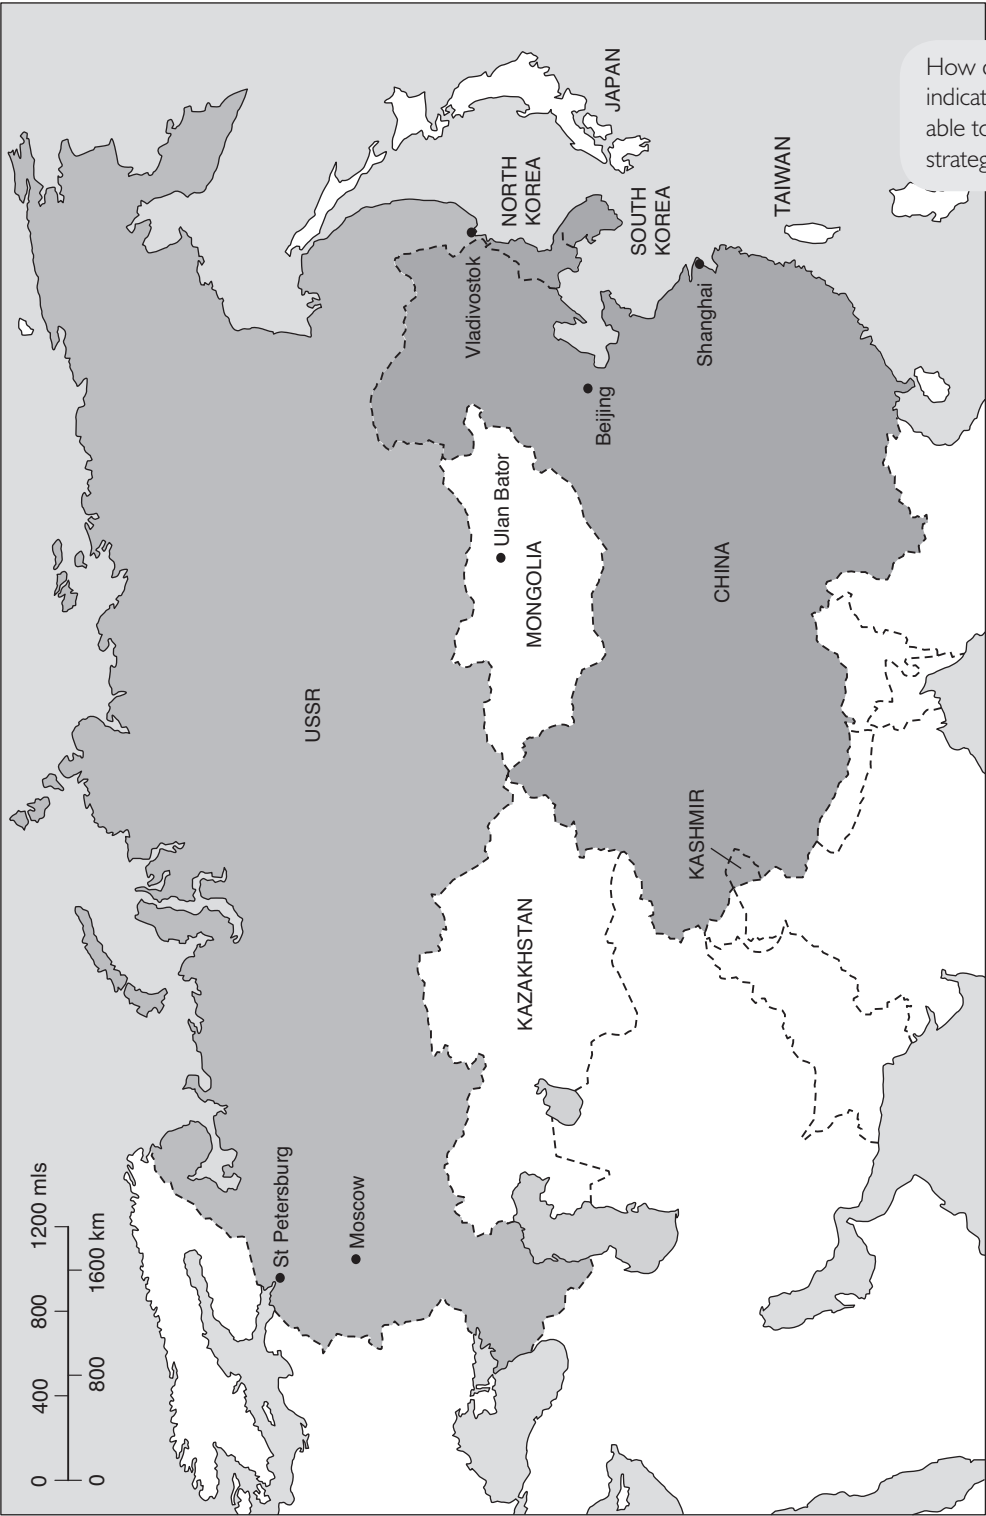 How
indicat
able to
strateg
JAPAN
NORTH
KOREA
SOUTH
KOREA
TAIWAN
Vladivostok
Shanghai
Beijing
Ulan Bator
MONGOLIA
CHINA
USSR
KASHMIR
KAZAKHSTAN
St Petersburg
Moscow
0 400 800 1200 mls
0 800 1600 km